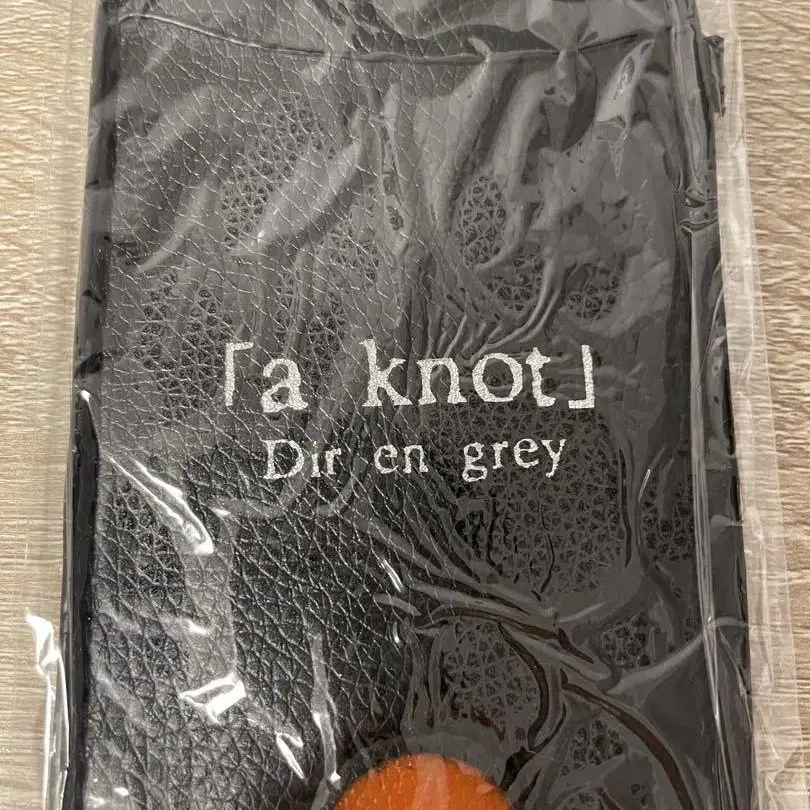 「a knot」
Dir en grey